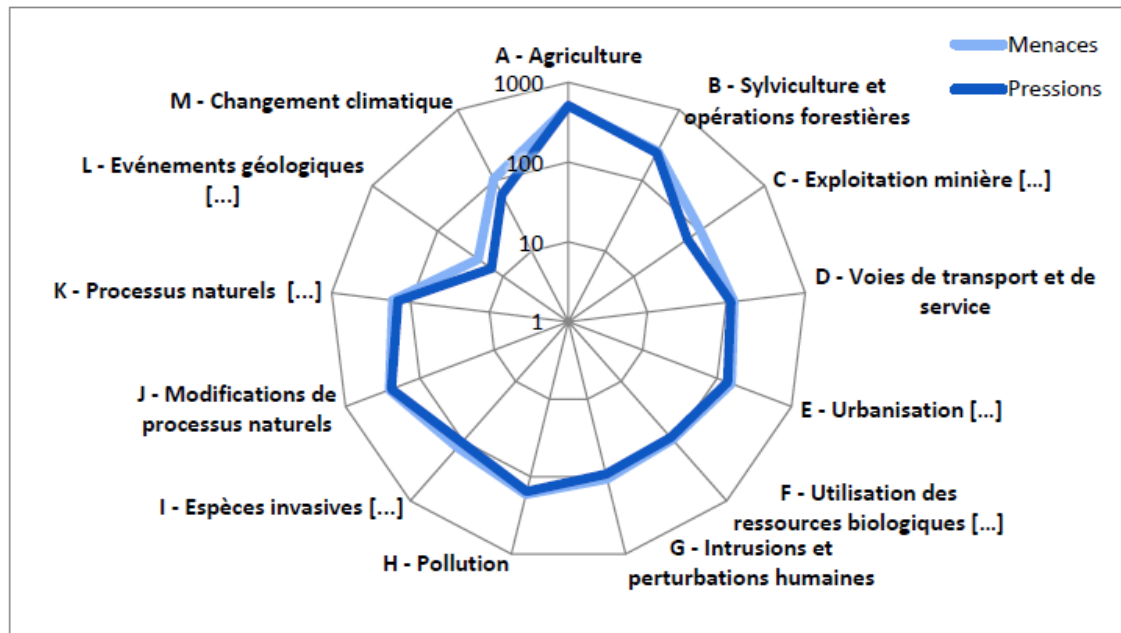 Menaces
Pressions
A - Agriculture
B - Sylviculture et
opérations forestières
C - Exploitation minière [...]
D - Voies de transport et de
service
E - Urbanisation [...]
F - Utilisation des
ressources biologiques [...]
G - Intrusions et
perturbations humaines
H - Pollution
I - Espèces invasives [...]
J - Modifications de
processus naturels
K - Processus naturels  [...]
L - Evénements géologiques
[...]
M - Changement climatique
1000
100
10
1